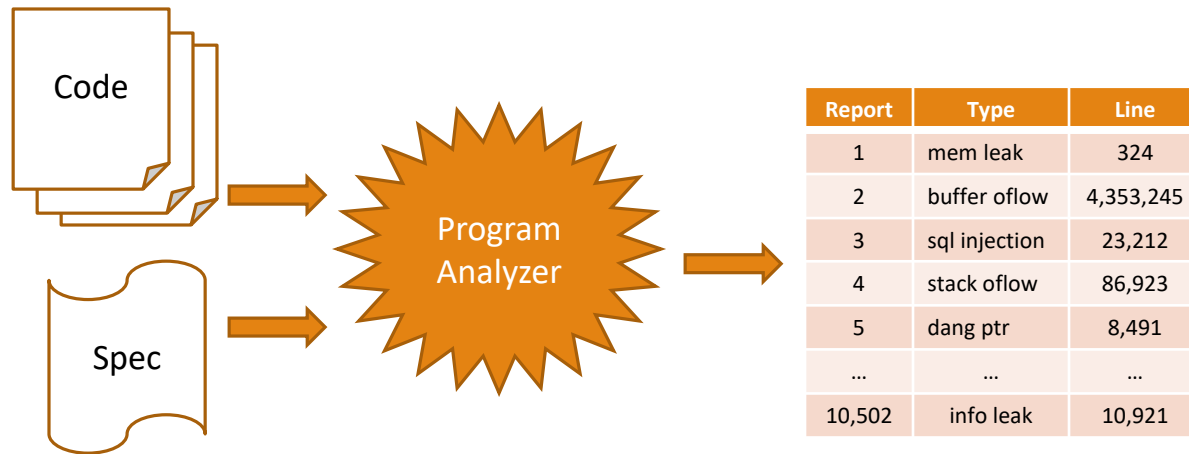 Code
Spec
Program
Analyzer
Report Type Line
1 mem leak 324
2 buffer oflow 4,353,245
3 sql injection 23,212
4 stack oflow 86,923
5 dang ptr 8,491
… … …
10,502 info leak 10,921